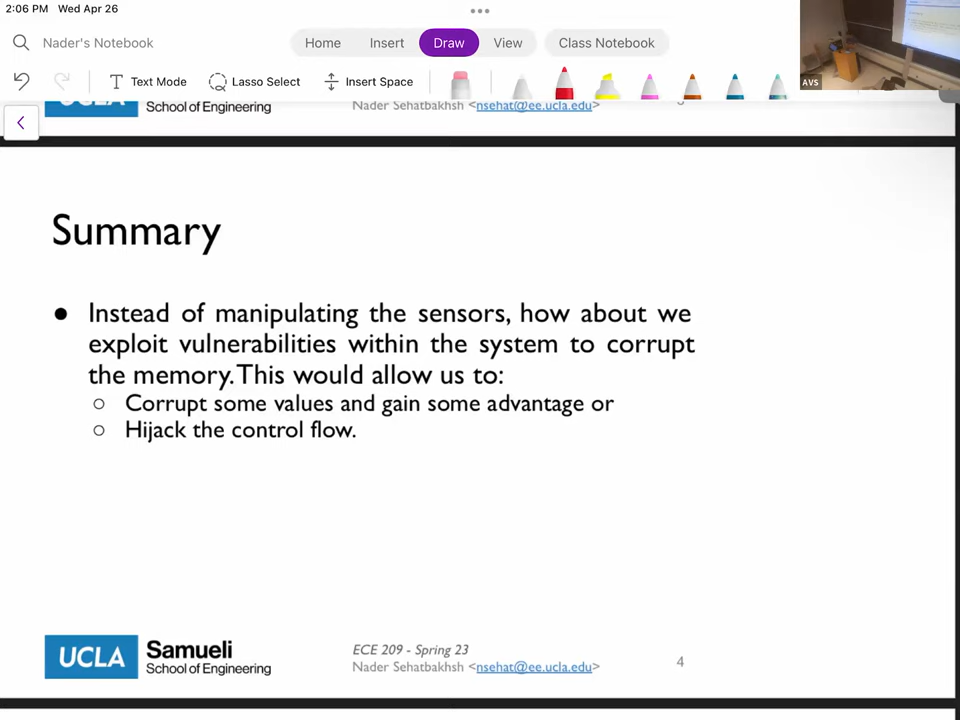 2:06 PM Wed Apr 26
Nader's Notebook
Home Insert Draw View Class Notebook
Text Mode Lasso Select Insert Space
AVS
UCLA School of Engineering
Nader Sehatbakhsh <nsehat@ee.ucla.edu>
Summary
● Instead of manipulating the sensors, how about we
exploit vulnerabilities within the system to corrupt
the memory. This would allow us to:
○ Corrupt some values and gain some advantage or
○ Hijack the control flow.
UCLA Samueli
School of Engineering
ECE 209 - Spring 23
Nader Sehatbakhsh <nsehat@ee.ucla.edu>
4